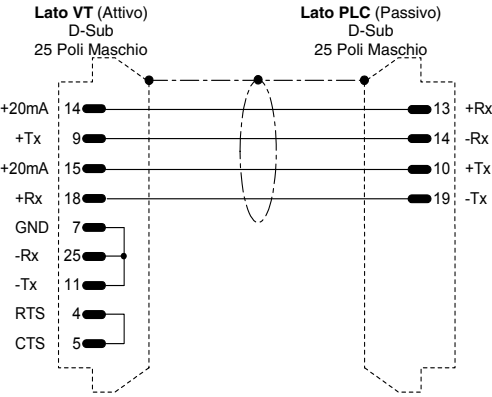 Lato VT (Attivo)
D-Sub
25 Poli Maschio
Lato PLC (Passivo)
D-Sub
25 Poli Maschio
+20mA 14 13 +Rx
+Tx 9 14 -Rx
+20mA 15 10 +Tx
+Rx 18 19 -Tx
GND 7
-Rx 25
-Tx 11
RTS 4
CTS 5